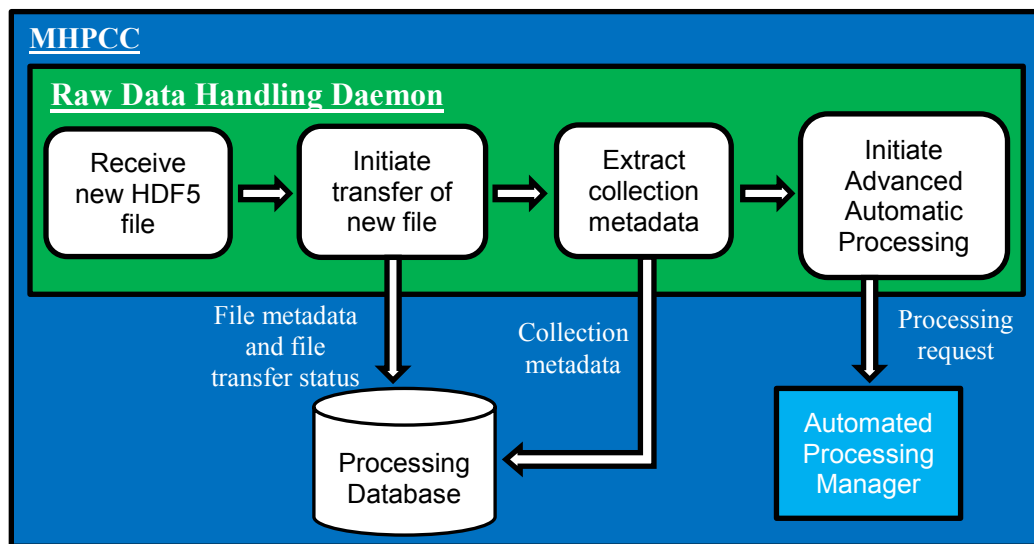 MHPCC
Raw Data Handling Daemon
Receive
new HDF5
file
Initiate
transfer of
new file
Extract
collection
metadata
Initiate
Advanced
Automatic
Processing
File metadata
and file
transfer status
Collection
metadata
Processing
request
Processing
Database
Automated
Processing
Manager